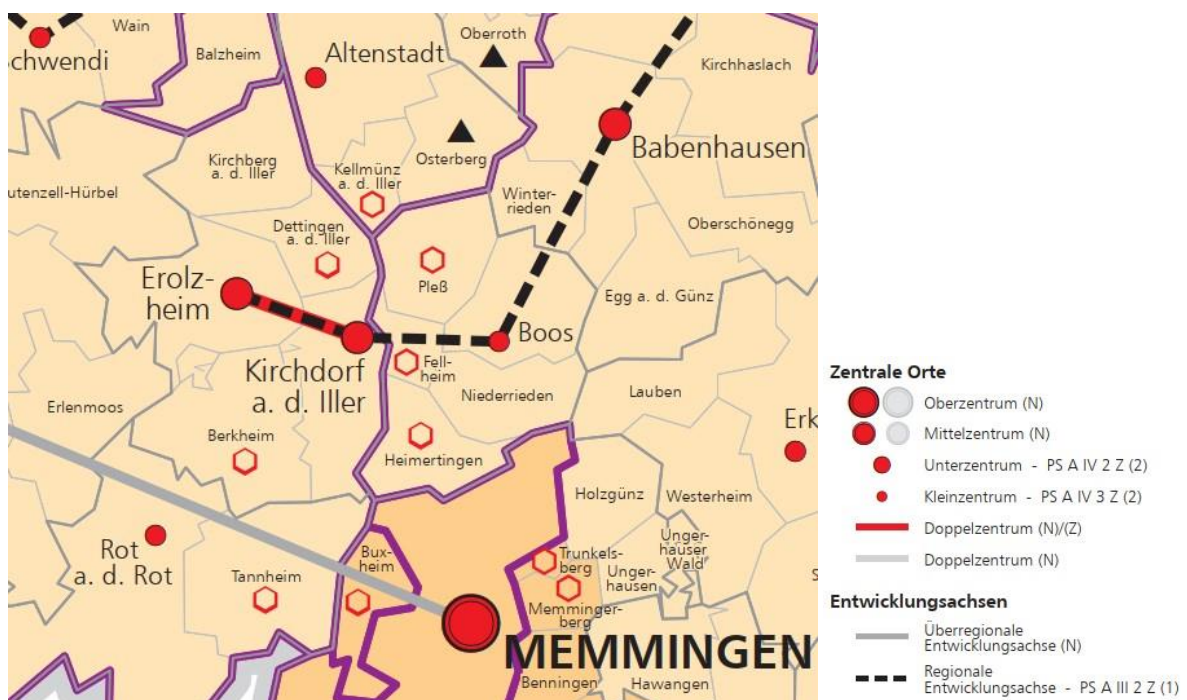 Wain
Oberroth
chwendi
Balzheim
Altenstadt
Kirchhaslach
Babenhausen
Kirchberg
a. d. Iller
Kellmünz
a. d. Iller
Osterberg
utenzell-Hürbel
Winter-
rieden
Oberschönegg
Dettingen
a. d. Iller
Erolz-
heim
Pleß
Egg a. d. Günz
Boos
Kirchdorf
a. d. Iller
Fell-
heim
Niederrieden
Lauben
Erlenmoos
Erk
Berkheim
Heimertingen
Holzgünz
Westerheim
Rot
a. d. Rot
Bux-
heim
Trunkels-
berg
Unger-
hausen
Unger-
häuser
Wald
Tannheim
Memminger-
berg
MEMMINGEN
Benningen
Hawangen
Zentrale Orte
Oberzentrum (N)
Mittelzentrum (N)
Unterzentrum - PS A IV 2 Z (2)
Kleinzentrum - PS A IV 3 Z (2)
Doppelzentrum (N)/(Z)
Doppelzentrum (N)
Entwicklungsachsen
Überregionale
Entwicklungsachse (N)
Regionale
Entwicklungsachse - PS A III 2 Z (1)